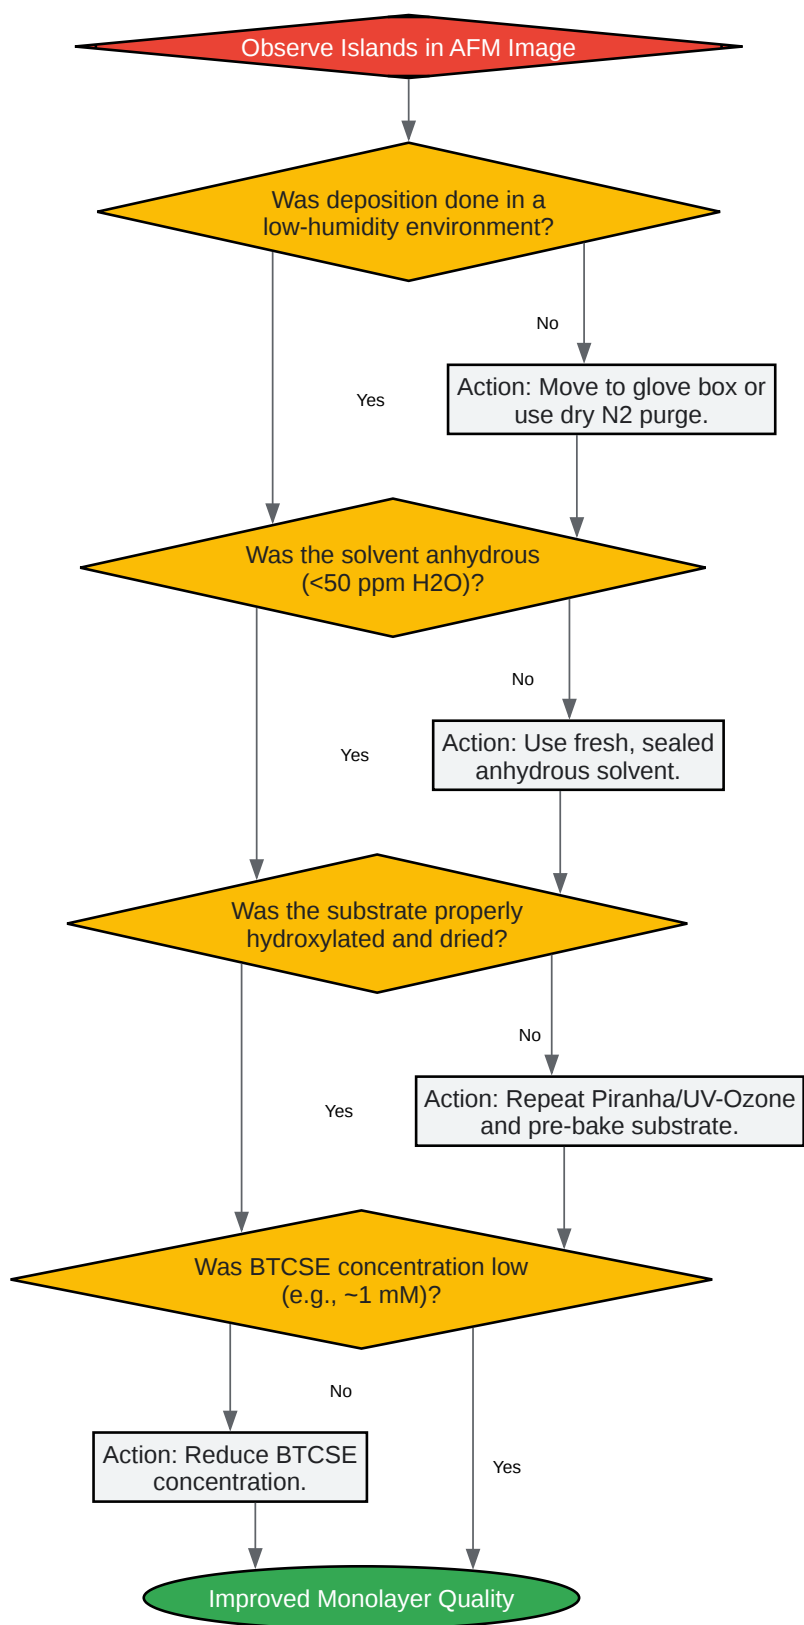 Observe Islands in AFM Image
Was deposition done in a
low-humidity environment?
No
Action: Move to glove box or
use dry N2 purge.
Yes
Was the solvent anhydrous
(<50 ppm H2O)?
No
Action: Use fresh, sealed
anhydrous solvent.
Yes
Was the substrate properly
hydroxylated and dried?
No
Action: Repeat Piranha/UV-Ozone
and pre-bake substrate.
Yes
Was BTCSE concentration low
(e.g., ~1 mM)?
No
Action: Reduce BTCSE
concentration.
Yes
Improved Monolayer Quality